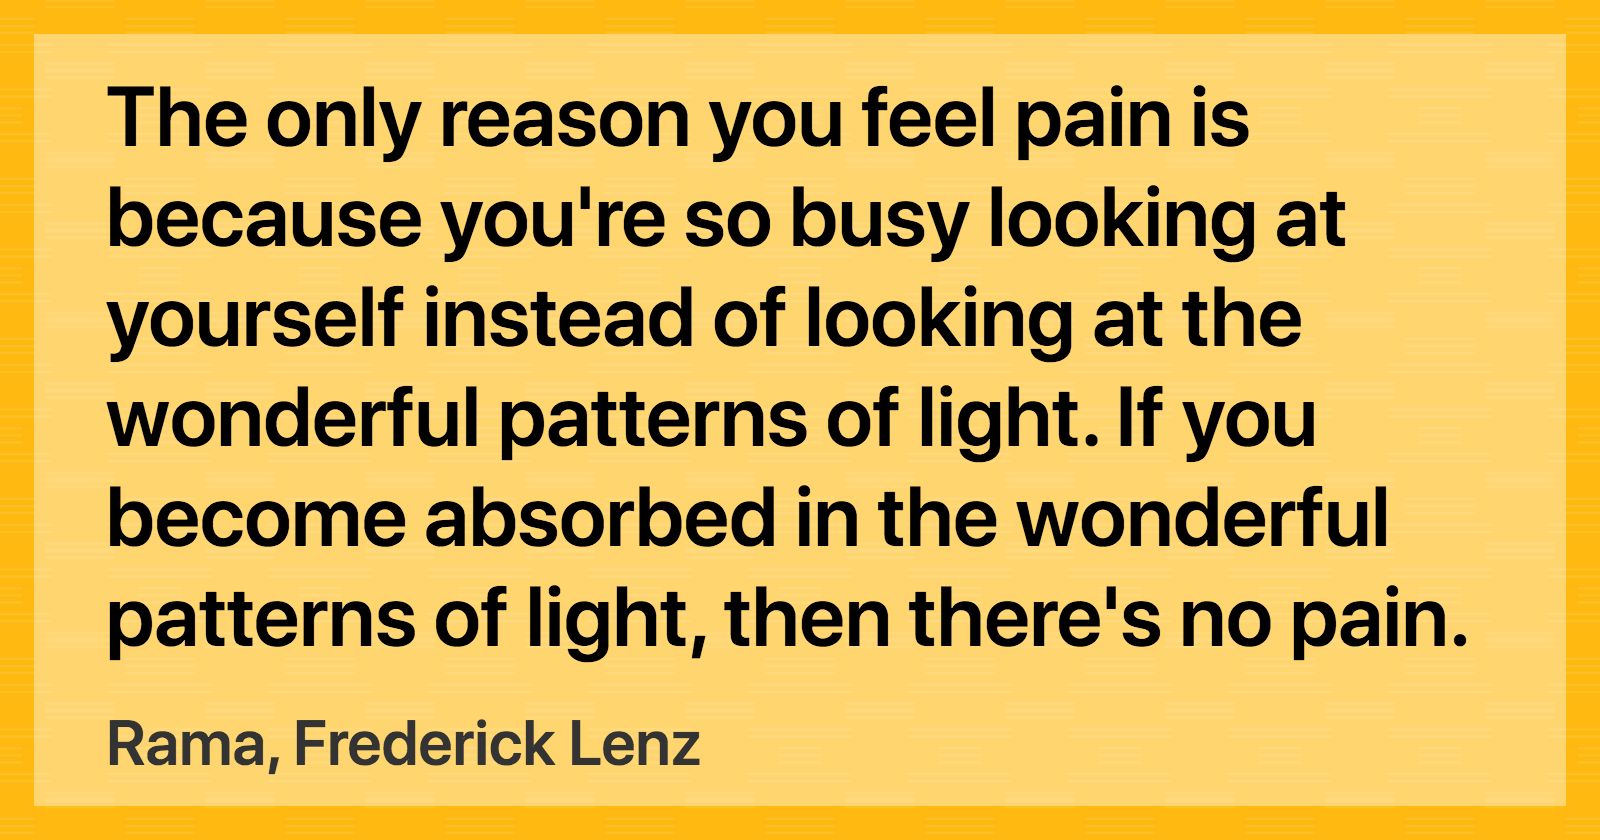 The only reason you feel pain is
because you're so busy looking at
yourself instead of looking at the
wonderful patterns of light. If you
become absorbed in the wonderful
patterns of light, then there's no pain.
Rama, Frederick Lenz